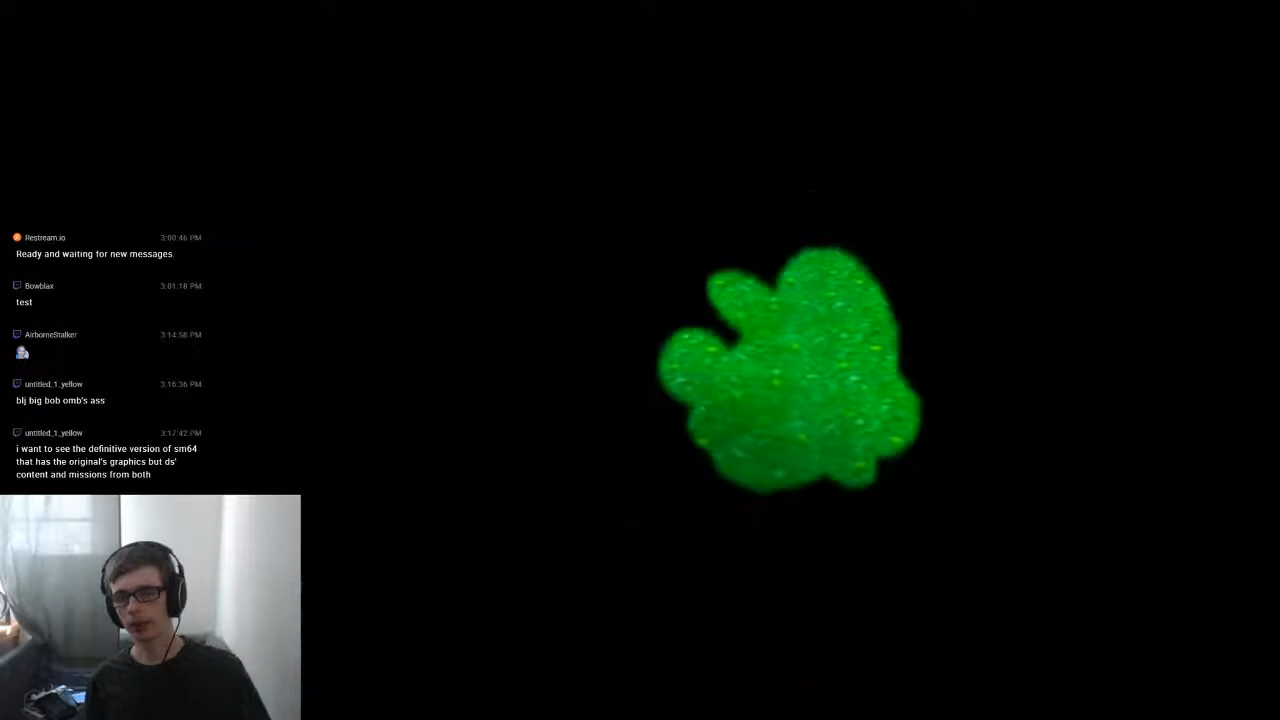 Restream.io 3:00:46 PM
Ready and waiting for new messages.
Bowblax 3:01:18 PM
test
AirborneStalker 3:14:58 PM
untitled_1_yellow 3:16:36 PM
blj big bob omb's ass
untitled_1_yellow 3:17:42 PM
i want to see the definitive version of sm64
that has the original's graphics but ds'
content and missions from both